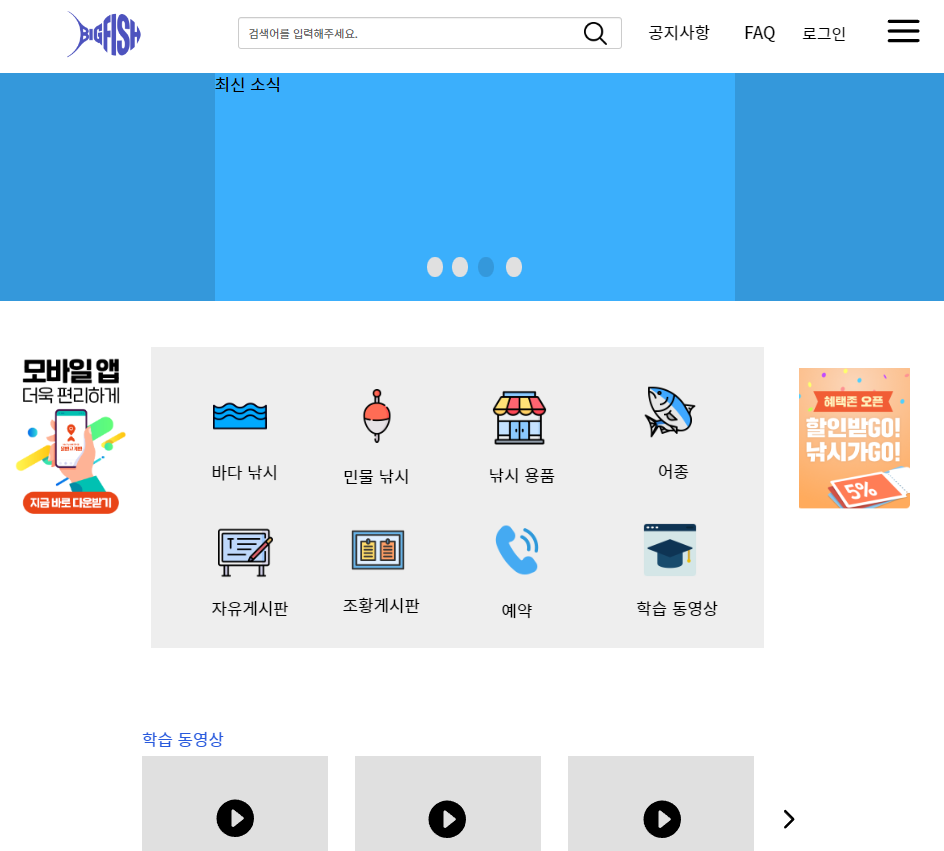 BIGFISH
검색어를 입력해주세요.
공지사항
FAQ
로그인
최신 소식
모바일 앱
더욱 편리하게
지금 바로 다운받기
혜택존 오픈
할인받GO!
낚시가GO!
5%
바다 낚시
민물 낚시
낚시 용품
어종
T
자유게시판
조황게시판
예약
학습 동영상
학습 동영상